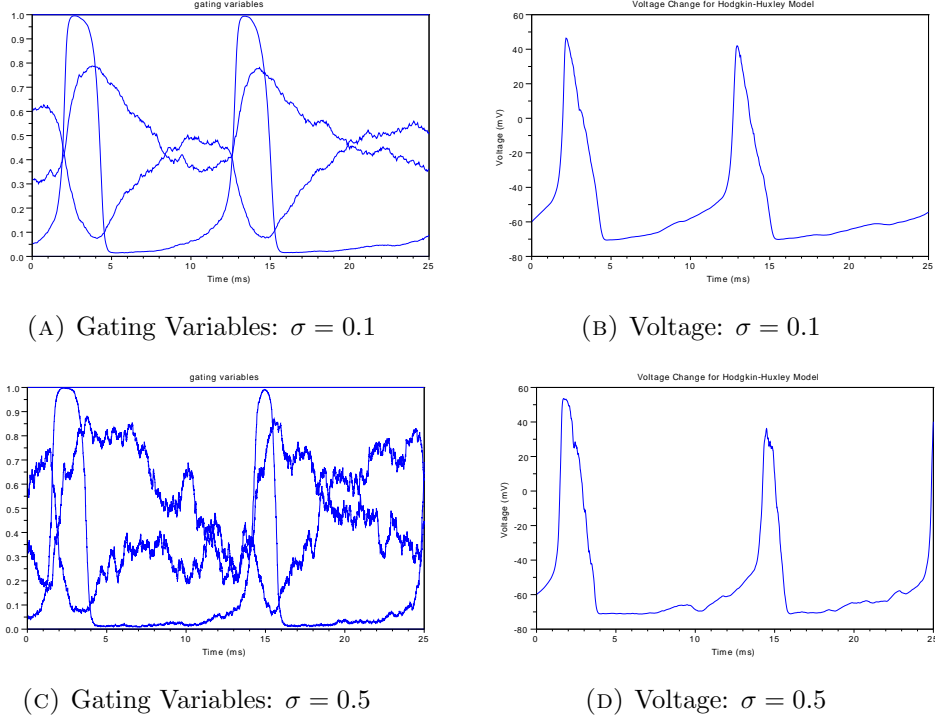 gating variables
1.0
0.9
0.8
0.7
0.6
0.5
0.4
0.3
0.2
0.1
0.0
0 5 10 15 20 25
Time (ms)
Voltage Change for Hodgkin-Huxley Model
60
40
20
0
-20
-40
-60
-80
Voltage (mV)
0 5 10 15 20 25
Time (ms)
(A) Gating Variables: σ = 0.1
(B) Voltage: σ = 0.1
gating variables
1.0
0.9
0.8
0.7
0.6
0.5
0.4
0.3
0.2
0.1
0.0
0 5 10 15 20 25
Time (ms)
Voltage Change for Hodgkin-Huxley Model
60
40
20
0
-20
-40
-60
-80
Voltage (mV)
0 5 10 15 20 25
Time (ms)
(C) Gating Variables: σ = 0.5
(D) Voltage: σ = 0.5